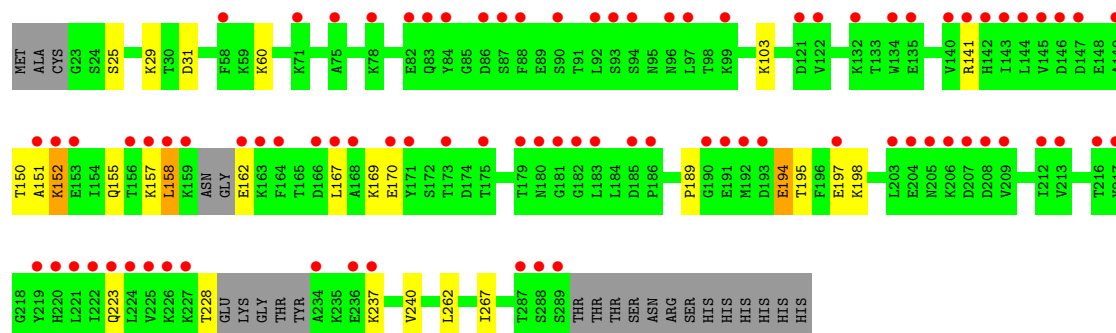 MET ALA CYS G23 S24 S25 K29 T30 D31 F58 K59 K60 K71 A75 K78 E82 Q83 Y84 G85 D86 S87 F88 E89 S90 T91 L92 S93 S94 N95 N96 L97 T98 K99 K103 D121 V122 K132 T133 W134 E135 V140 R141 H142 I143 L144 V145 D146 D147 E148 A149
T150 A151 K152 E153 I154 Q155 T156 K157 L158 K159 ASN GLY E162 K163 F164 T165 D166 L167 A168 K169 E170 Y171 S172 T173 D174 T175 T179 N180 G181 G182 L183 L184 D185 P186 P189 G190 E191 M192 D193 E194 T195 F196 E197 K198 L203 E204 N205 K206 D207 D208 V209 I212 V213 T216
G218 Y219 H220 L221 I222 Q223 L224 V225 K226 K227 T228 GLU LYS GLY THR TYR A234 K235 E236 K237 V240 L262 I267 T287 S288 S289 THR THR THR SER ASN ARG SER HIS HIS HIS HIS HIS HIS